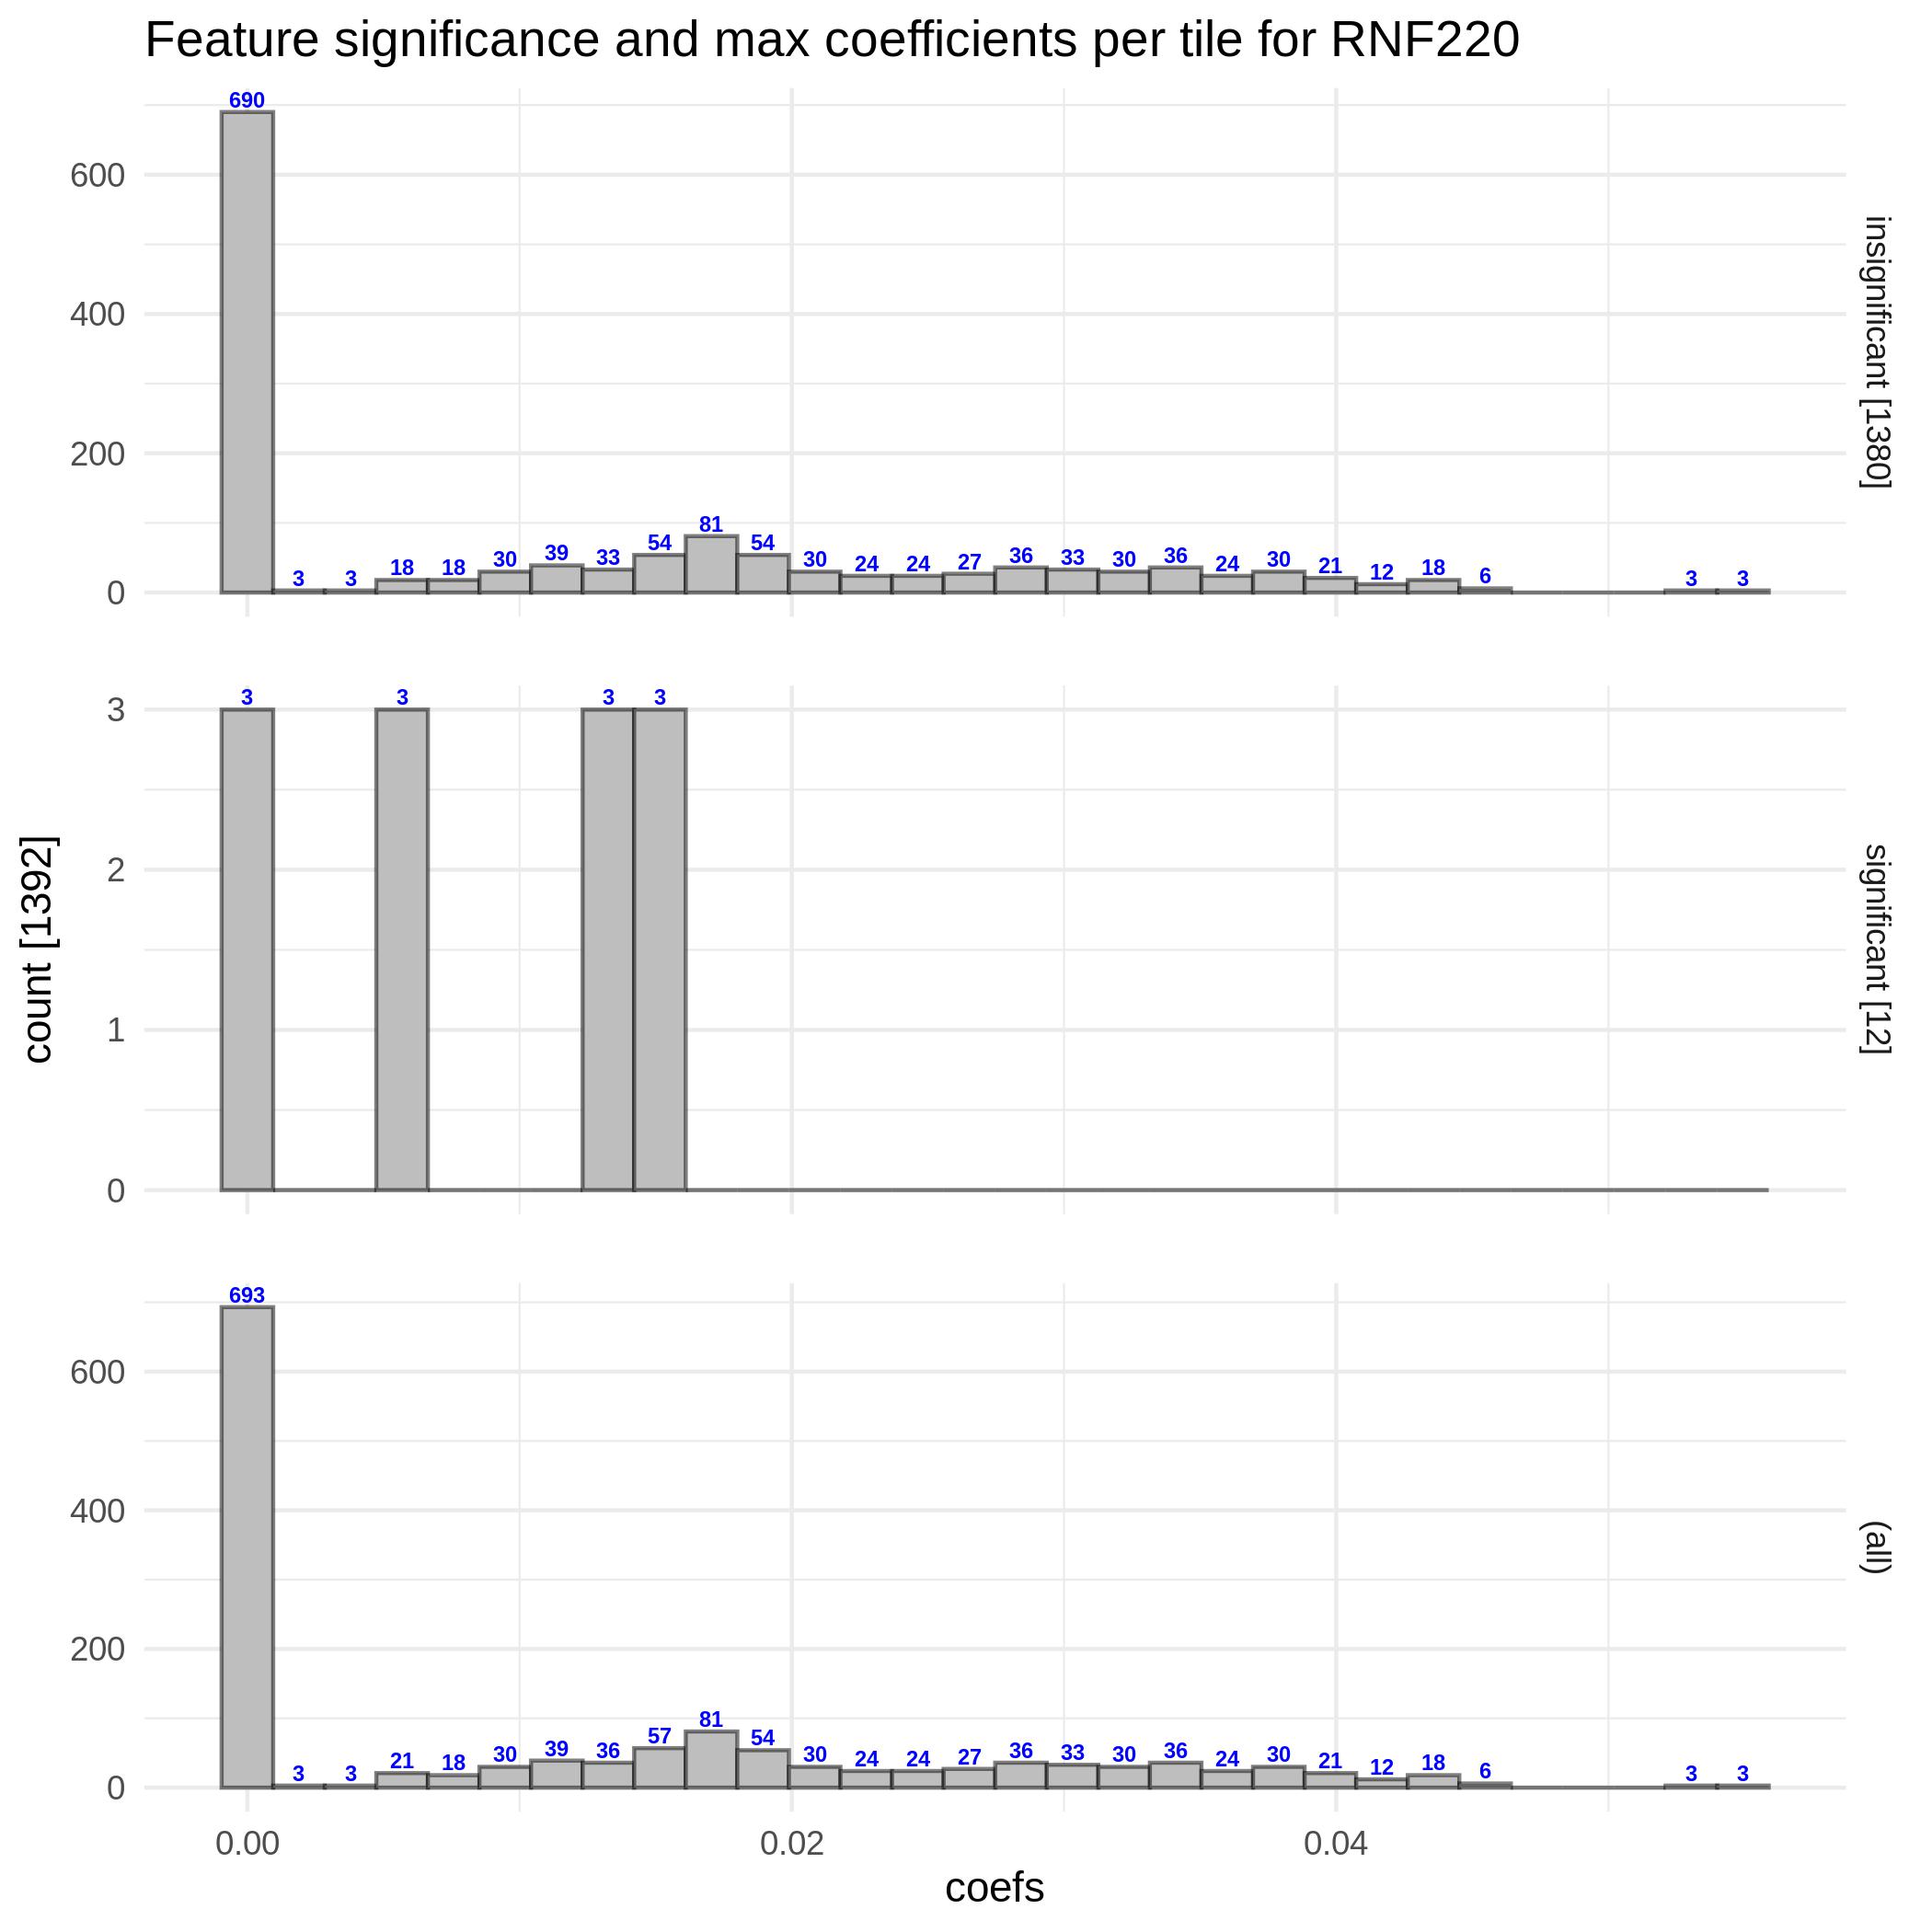 Feature significance and max coefficients per tile for RNF220
690
600
400
200
0
3 3 18 18 30 39 33 54 81 54 30 24 24 27 36 33 30 36 24 30 21 12 18 6 3 3
insignificant [1380]
3 3 3 3
3
2
1
0
significant [12]
count [1392]
693
600
400
200
0
3 3 21 18 30 39 36 57 81 54 30 24 24 27 36 33 30 36 24 30 21 12 18 6 3 3
(all)
0.00 0.02 0.04
coefs